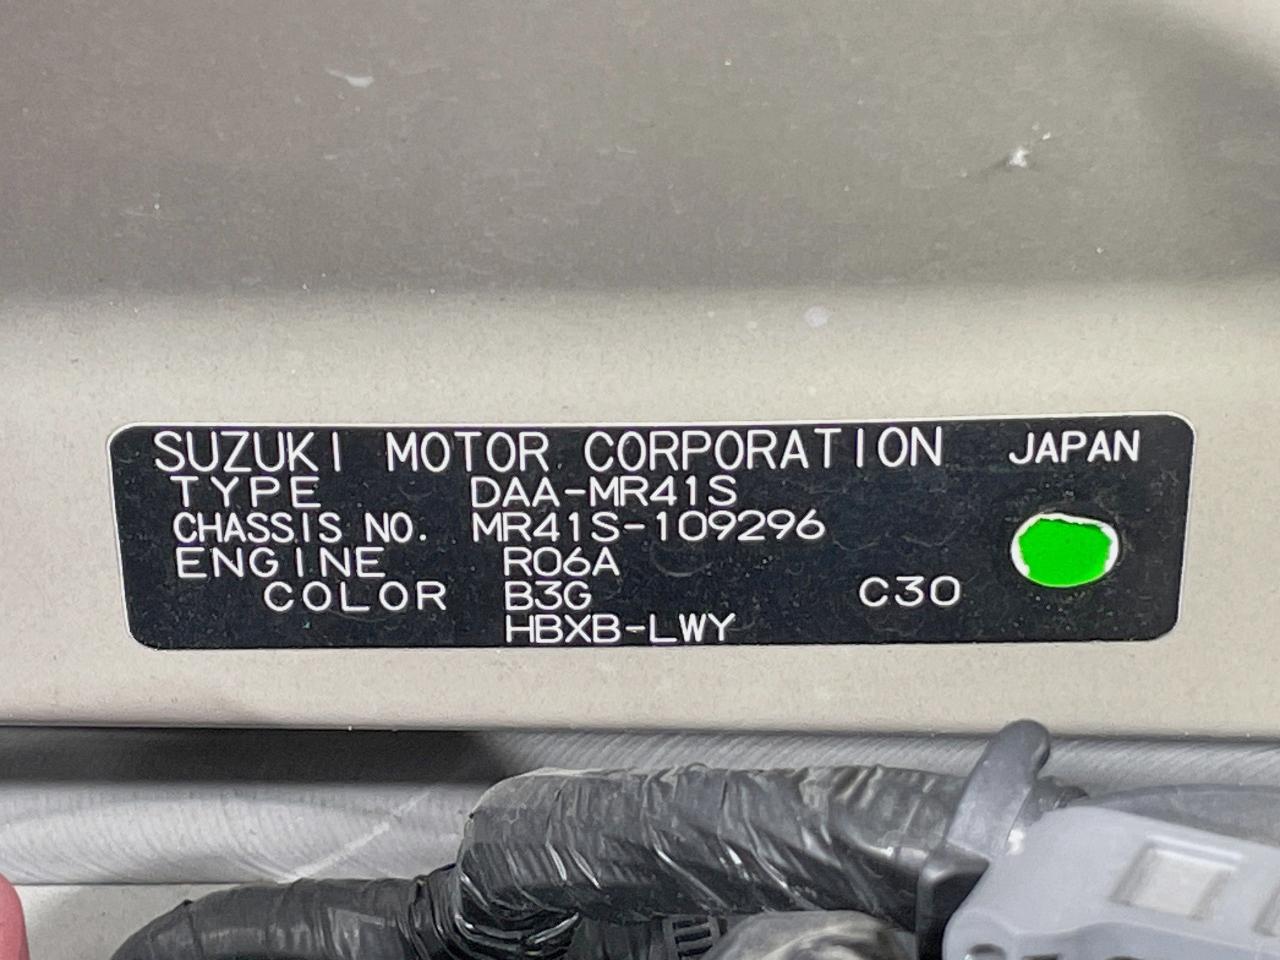 SUZUKI MOTOR CORPORATION JAPAN
TYPE DAA-MR41S
CHASSIS NO. MR41S-109296
ENGINE R06A
COLOR B3G C30
HBXB-LWY